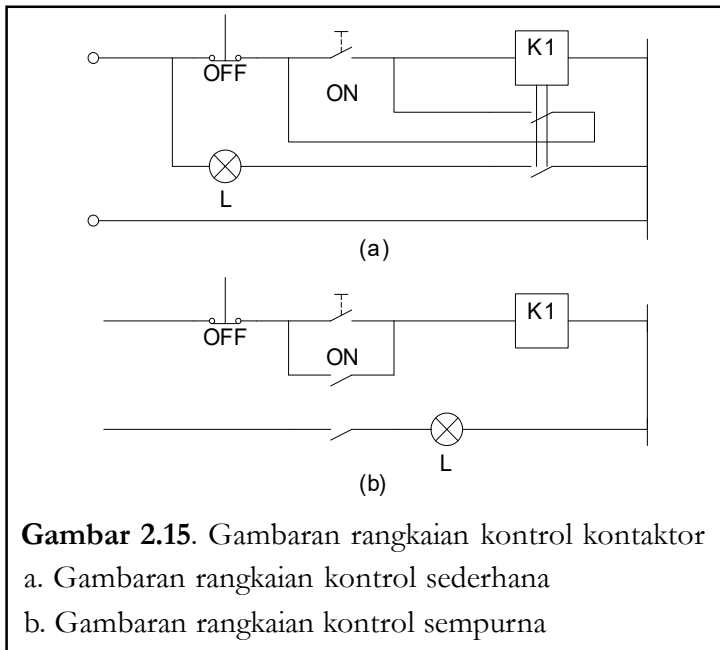 K1
OFF
ON
L
(a)
K1
OFF
ON
L
(b)
Gambar 2.15. Gambaran rangkaian kontrol kontaktor
a. Gambaran rangkaian kontrol sederhana
b. Gambaran rangkaian kontrol sempurna